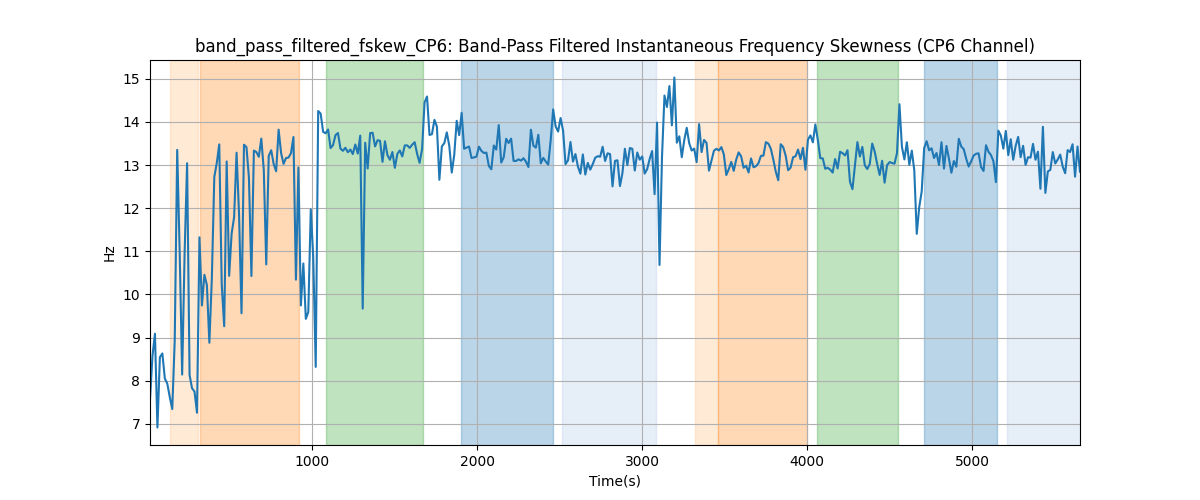 band_pass_filtered_fskew_CP6: Band-Pass Filtered Instantaneous Frequency Skewness (CP6 Channel)
15
14
13
12
11
10
9
8
7
Hz
1000 2000 3000 4000 5000
Time(s)